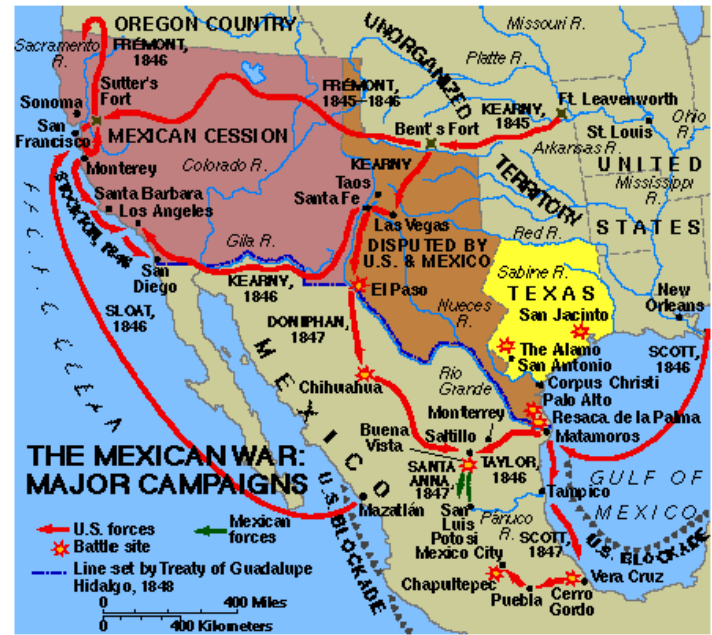 OREGON COUNTRY
Missouri R.
Sacramento
R.
FRÉMONT,
1846
UNORGANIZED
Platte R.
Sutter's
Fort
FRÉMONT,
1845–1846
KEARNY,
1845
Ft. Leavenworth
Sonoma
San
Francisco
MEXICAN CESSION
Bent's Fort
St. Louis
Ohio
R.
Arkansas R.
Monterey
Colorado R.
KEARNY
TERRITORY
UNITED
Taos
Mississippi
R.
Santa Barbara
Santa Fe
Los Angeles
STOCKTON, 1846
Las Vegas
STATES
Red R.
Gila R.
DISPUTED BY
U.S. & MEXICO
Sabine R.
San
Diego
KEARNY,
1846
El Paso
TEXAS
New
Orleans
SLOAT,
1846
Nueces
R.
San Jacinto
DONIPHAN,
1847
The Alamo
San Antonio
SCOTT,
1846
PACIFIC OCEAN
Chihuahua
Rio
Grande
Corpus Christi
Palo Alto
MEXICO
Monterrey
Resaca de la Palma
Buena
Vista
Saltillo
Matamoros
THE MEXICAN WAR:
MAJOR CAMPAIGNS
SANTA
ANNA,
1847
TAYLOR,
1846
GULF OF
MEXICO
Tampico
Mazatlán
San
Luis
Potosi
Panuco
R.
SCOTT,
1847
U.S. BLOCKADE
U.S. BLOCKADE
U.S. forces
Mexican
forces
Battle site
Mexico City
Line set by Treaty of Guadalupe
Hidalgo, 1848
Chapultepec
Vera Cruz
Puebla
Cerro
Gordo
0
400 Miles
0
400 Kilometers